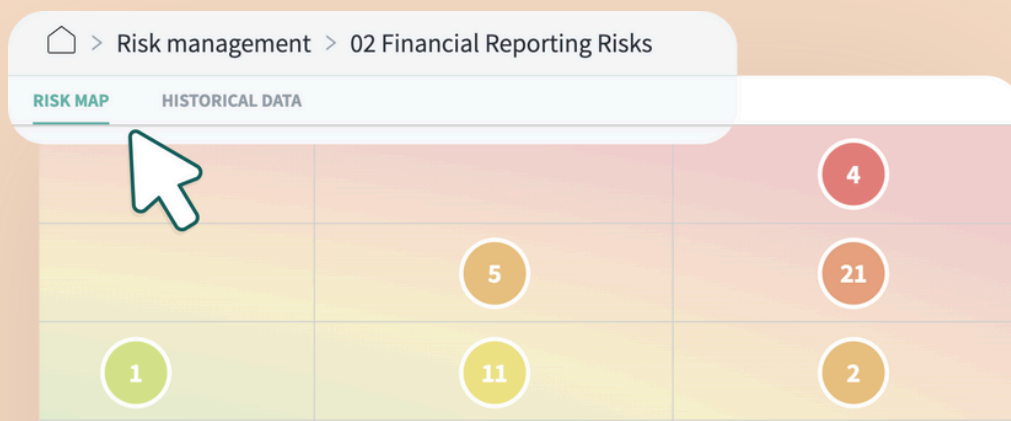 Risk management > 02 Financial Reporting Risks
RISK MAP HISTORICAL DATA
4
5 21
1 11 2